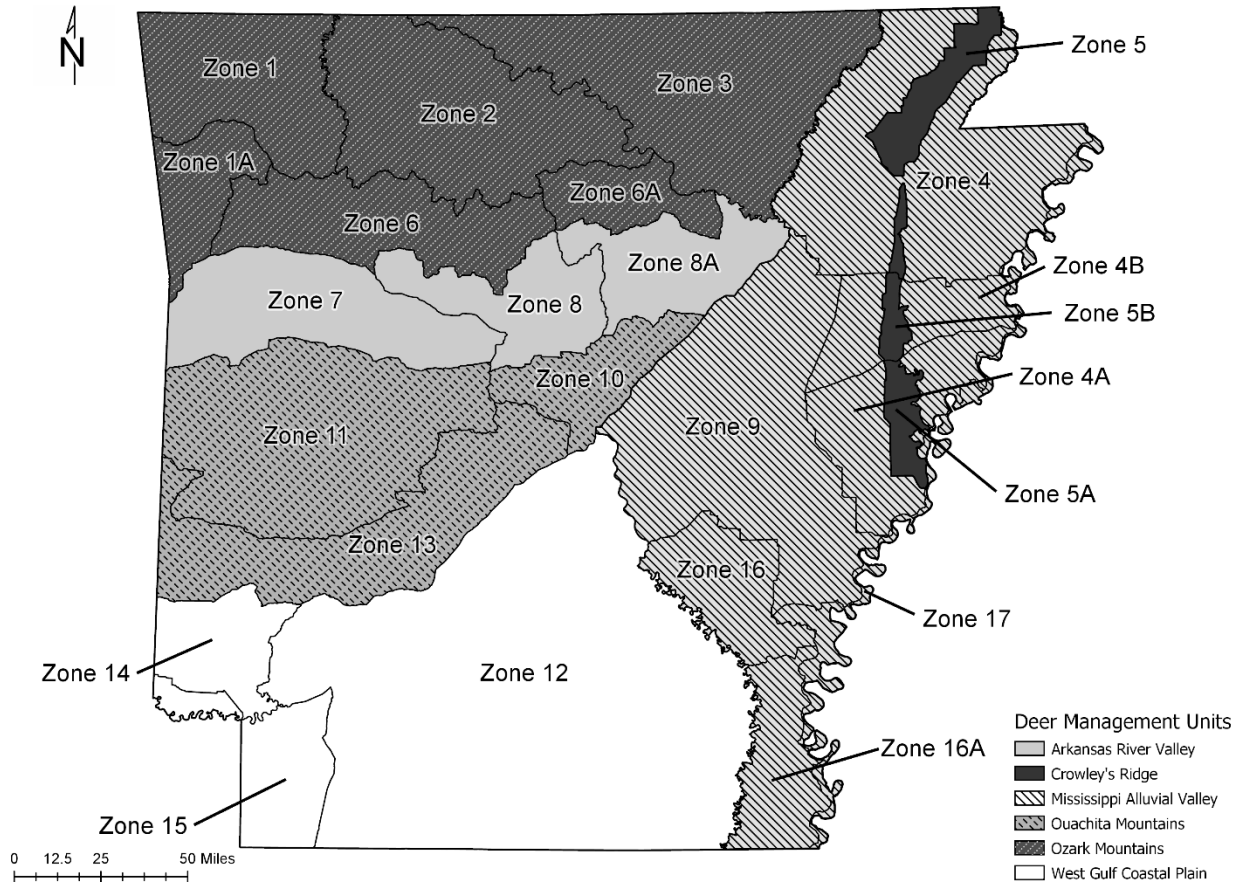 N
Zone 1
Zone 2
Zone 3
Zone 5
Zone 1A
Zone 6A
Zone 4
Zone 6
Zone 8A
Zone 4B
Zone 7
Zone 8
Zone 5B
Zone 10
Zone 4A
Zone 11
Zone 9
Zone 5A
Zone 13
Zone 16
Zone 17
Zone 14
Zone 12
Zone 16A
Zone 15
Deer Management Units
Arkansas River Valley
Crowley's Ridge
Mississippi Alluvial Valley
Ouachita Mountains
Ozark Mountains
West Gulf Coastal Plain
0 12.5 25 50 Miles